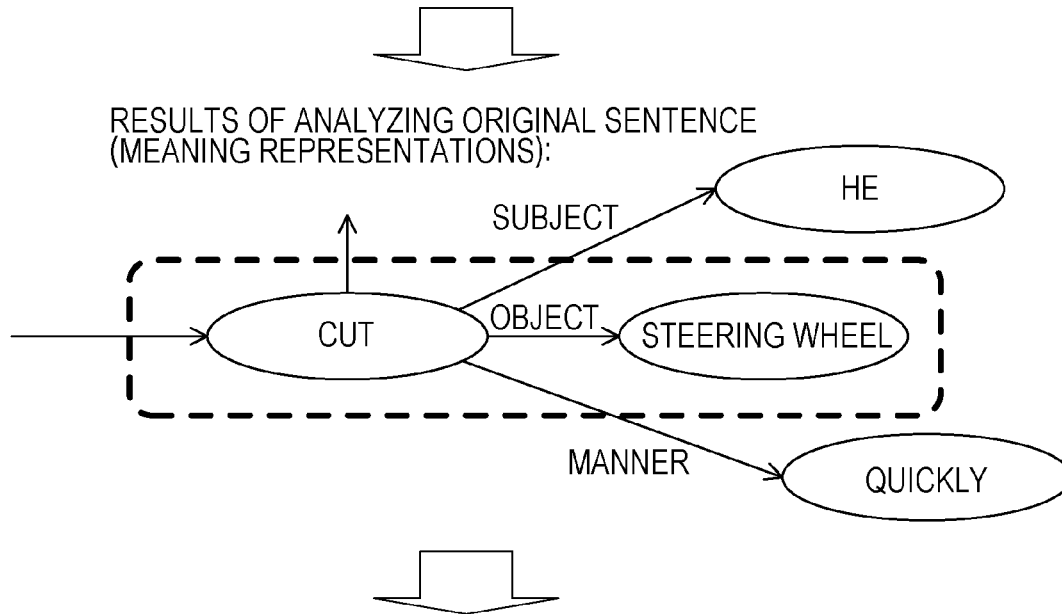 RESULTS OF ANALYZING ORIGINAL SENTENCE
(MEANING REPRESENTATIONS):
HE
SUBJECT
OBJECT
CUT
STEERING WHEEL
MANNER
QUICKLY